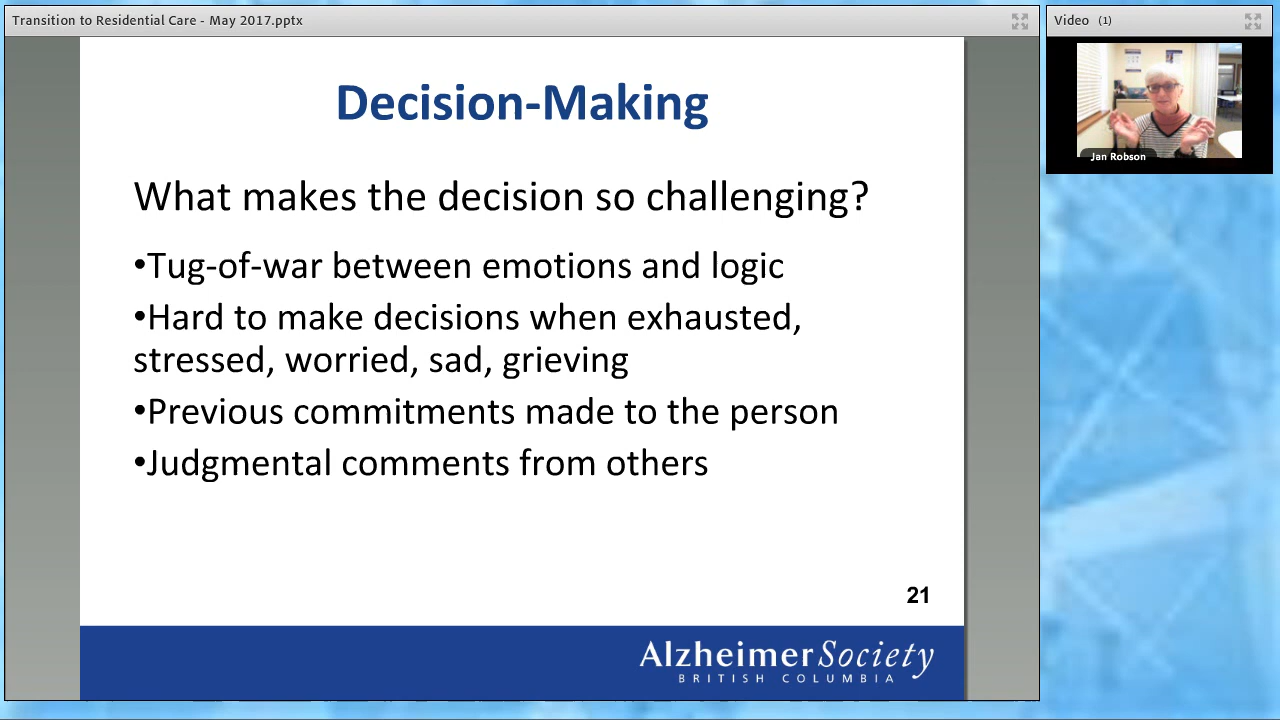 Transition to Residential Care - May 2017.pptx
Video (1)
Jan Robson
Decision-Making
What makes the decision so challenging?
•Tug-of-war between emotions and logic
•Hard to make decisions when exhausted,
stressed, worried, sad, grieving
•Previous commitments made to the person
•Judgmental comments from others
21
AlzheimerSociety
BRITISH COLUMBIA